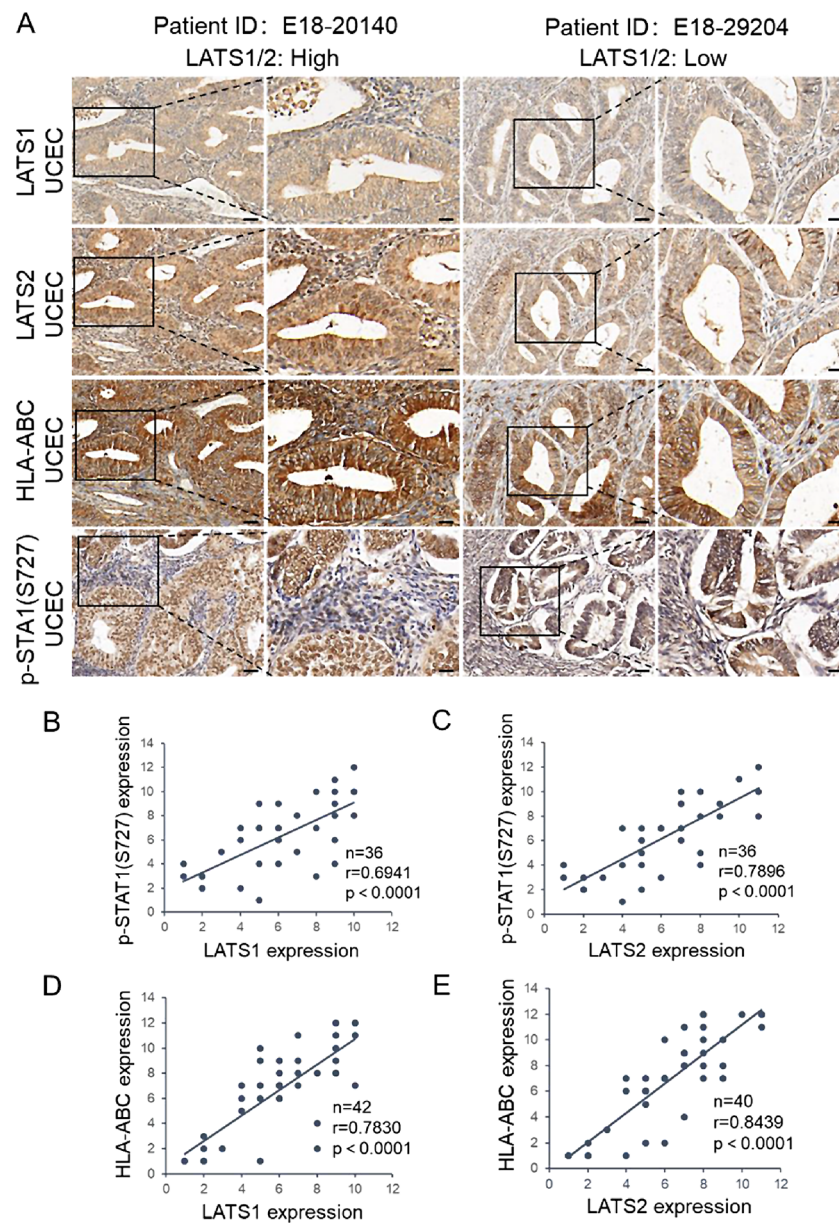 A
Patient ID: E18-20140
LATS1/2: High
Patient ID: E18-29204
LATS1/2: Low
LATS1
UCEC
LATS2
UCEC
HLA-ABC
UCEC
p-STA1(S727)
UCEC
B
p-STAT1(S727) expression
14
12
10
8
6
4
2
0
0 2 4 6 8 10 12
n=36
r=0.6941
p < 0.0001
LATS1 expression
C
p-STAT1(S727) expression
14
12
10
8
6
4
2
0
0 2 4 6 8 10 12
n=36
r=0.7896
p < 0.0001
LATS2 expression
D
HLA-ABC expression
14
12
10
8
6
4
2
0
0 2 4 6 8 10 12
n=42
r=0.7830
p < 0.0001
LATS1 expression
E
HLA-ABC expression
14
12
10
8
6
4
2
0
0 2 4 6 8 10 12
n=40
r=0.8439
p < 0.0001
LATS2 expression